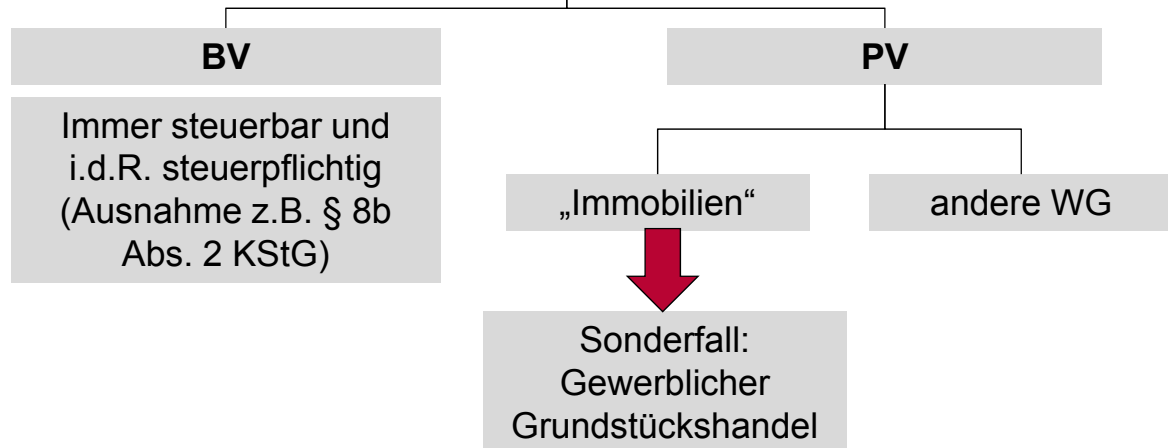 BV
PV
Immer steuerbar und
i.d.R. steuerpflichtig
(Ausnahme z.B. § 8b
Abs. 2 KStG)
„Immobilien“
andere WG
Sonderfall:
Gewerblicher
Grundstückshandel